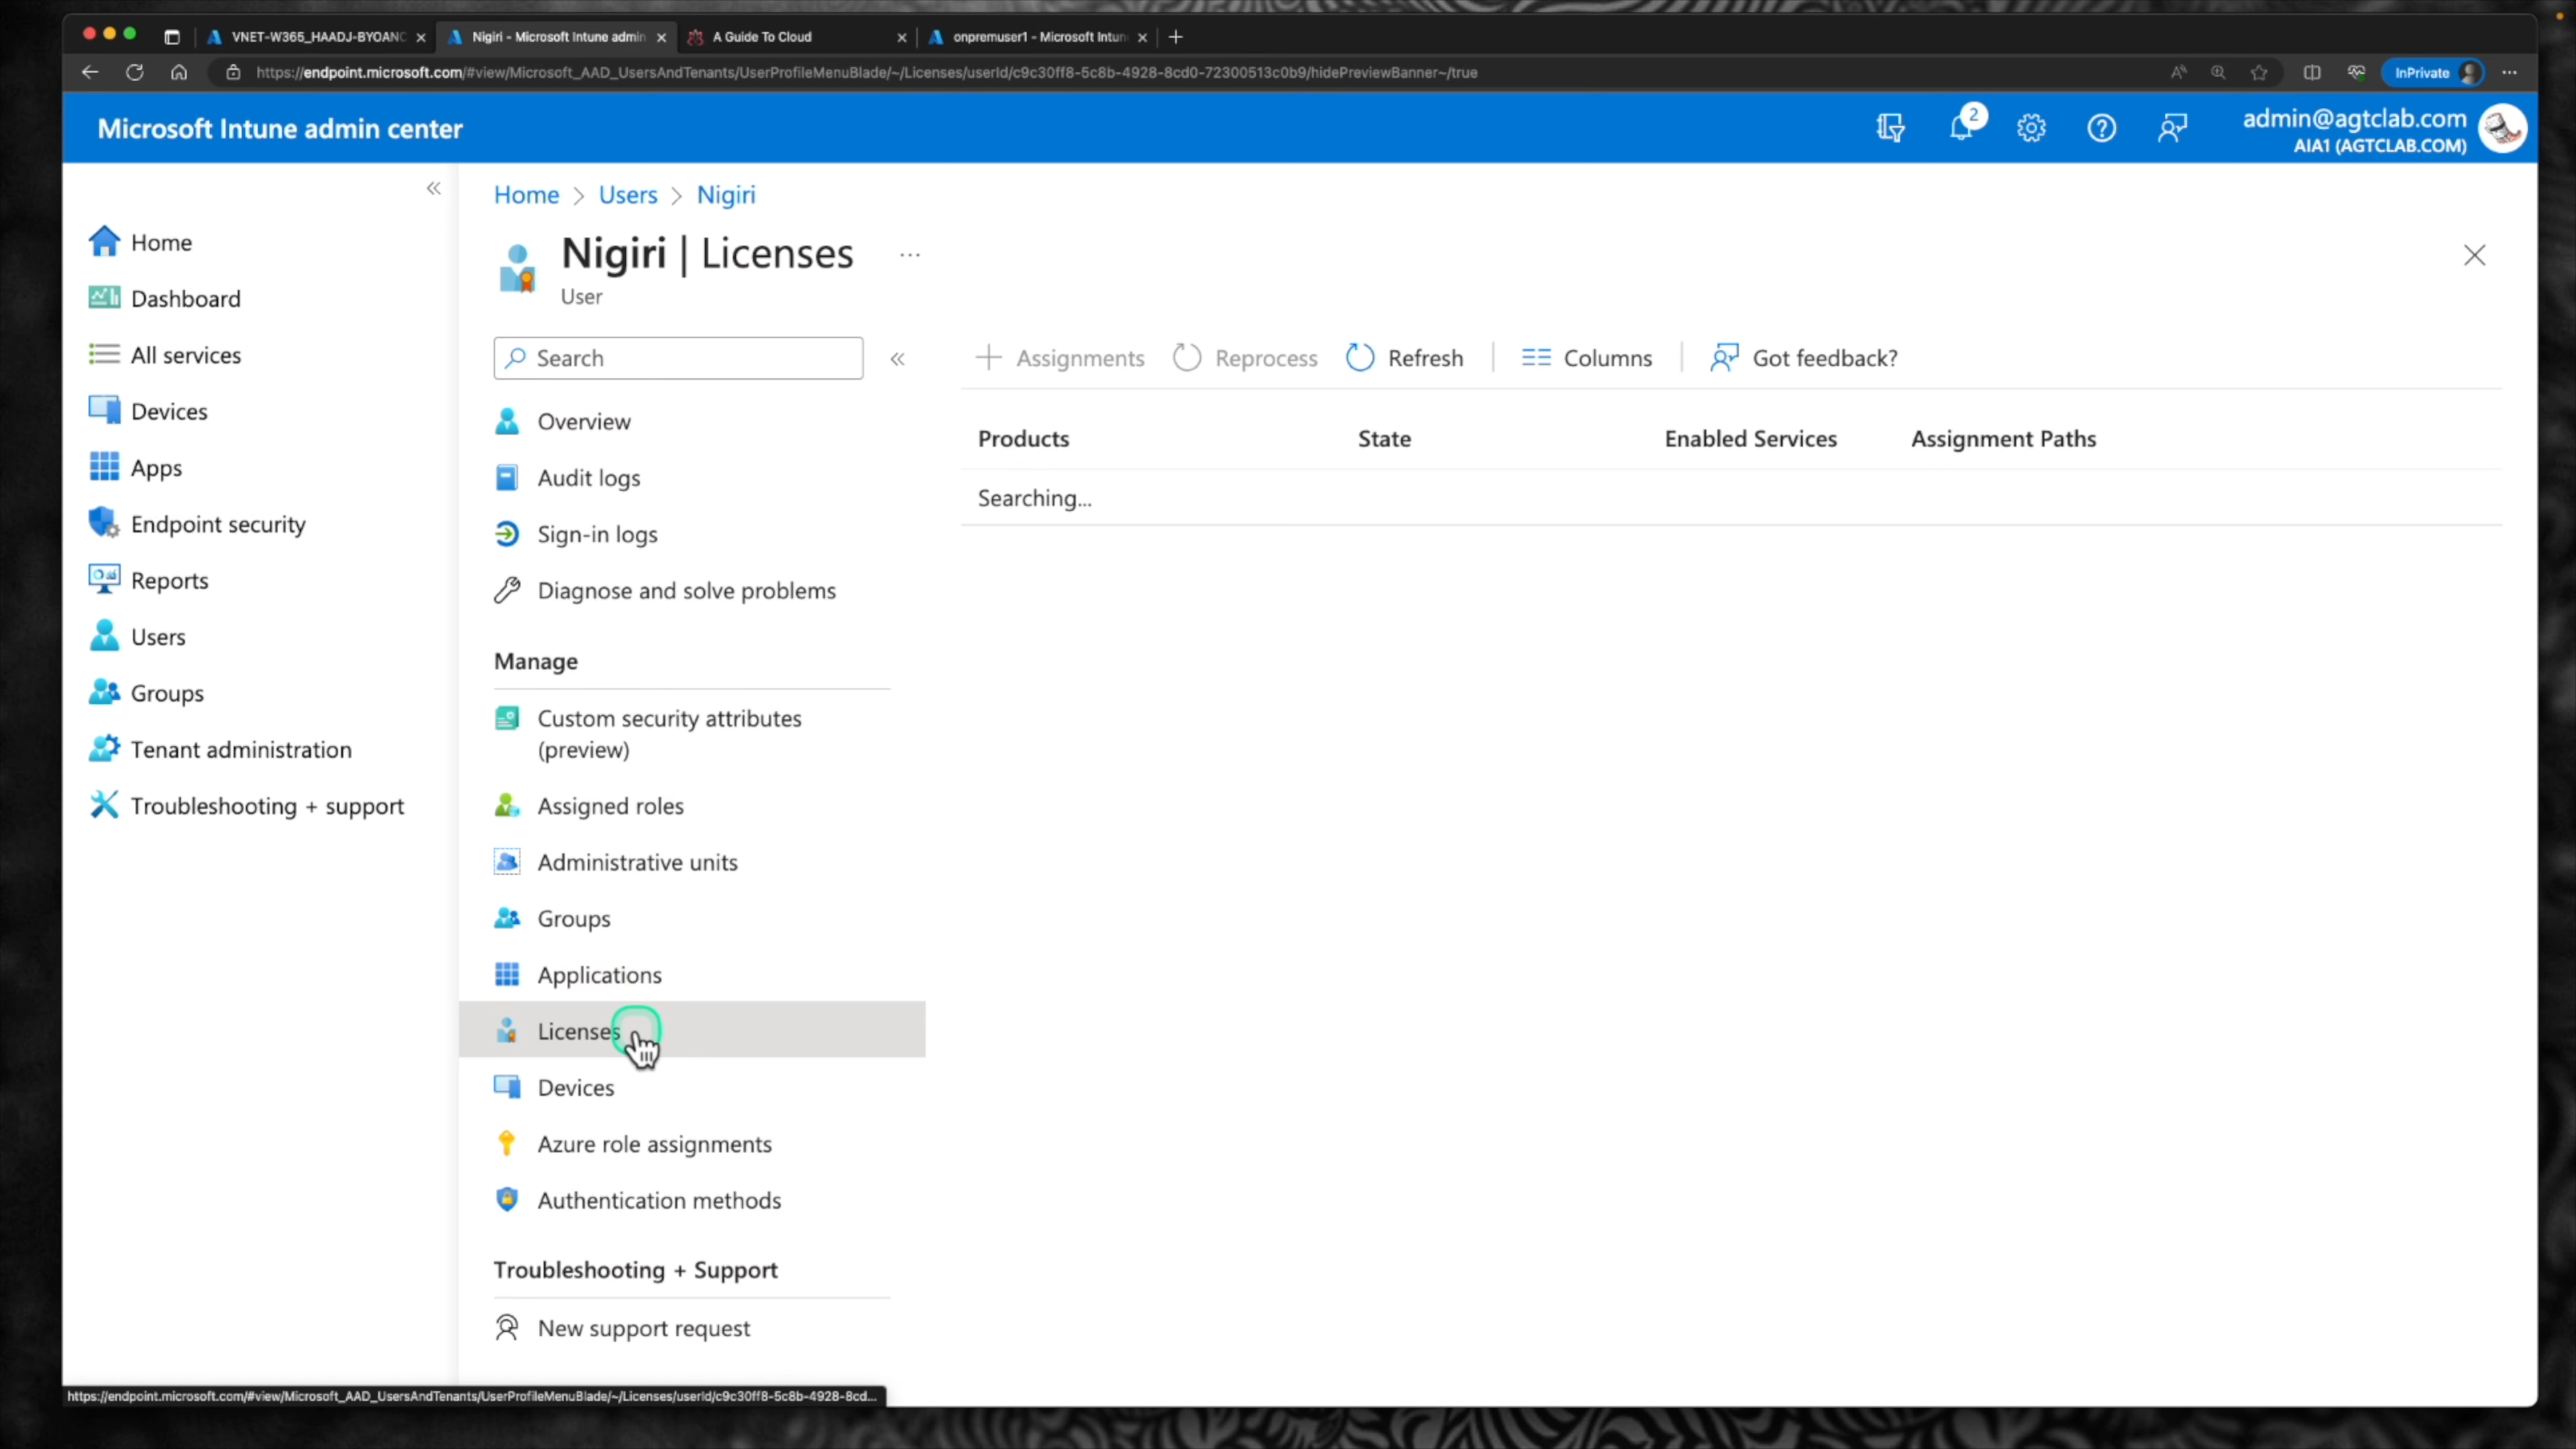 VNET-W365_HAADJ-BYOANC
Nigiri - Microsoft Intune admin
A Guide To Cloud
onpremuser1 - Microsoft Intun
https://endpoint.microsoft.com/#view/Microsoft_AAD_UsersAndTenants/UserProfileMenuBlade/~/Licenses/userId/c9c30ff8-5c8b-4928-8cd0-72300513c0b9/hidePreviewBanner~/true
InPrivate
Microsoft Intune admin center
2
admin@agtclab.com
AIA1 (AGTCLAB.COM)
Home
Dashboard
All services
Devices
Apps
Endpoint security
Reports
Users
Groups
Tenant administration
Troubleshooting + support
Home > Users > Nigiri
Nigiri | Licenses ...
User
Search
Overview
Audit logs
Sign-in logs
Diagnose and solve problems
Manage
Custom security attributes
(preview)
Assigned roles
Administrative units
Groups
Applications
Licenses
Devices
Azure role assignments
Authentication methods
Troubleshooting + Support
New support request
Assignments
Reprocess
Refresh
Columns
Got feedback?
Products State Enabled Services Assignment Paths
Searching...
https://endpoint.microsoft.com/#view/Microsoft_AAD_UsersAndTenants/UserProfileMenuBlade/~/Licenses/userId/c9c30ff8-5c8b-4928-8cd...